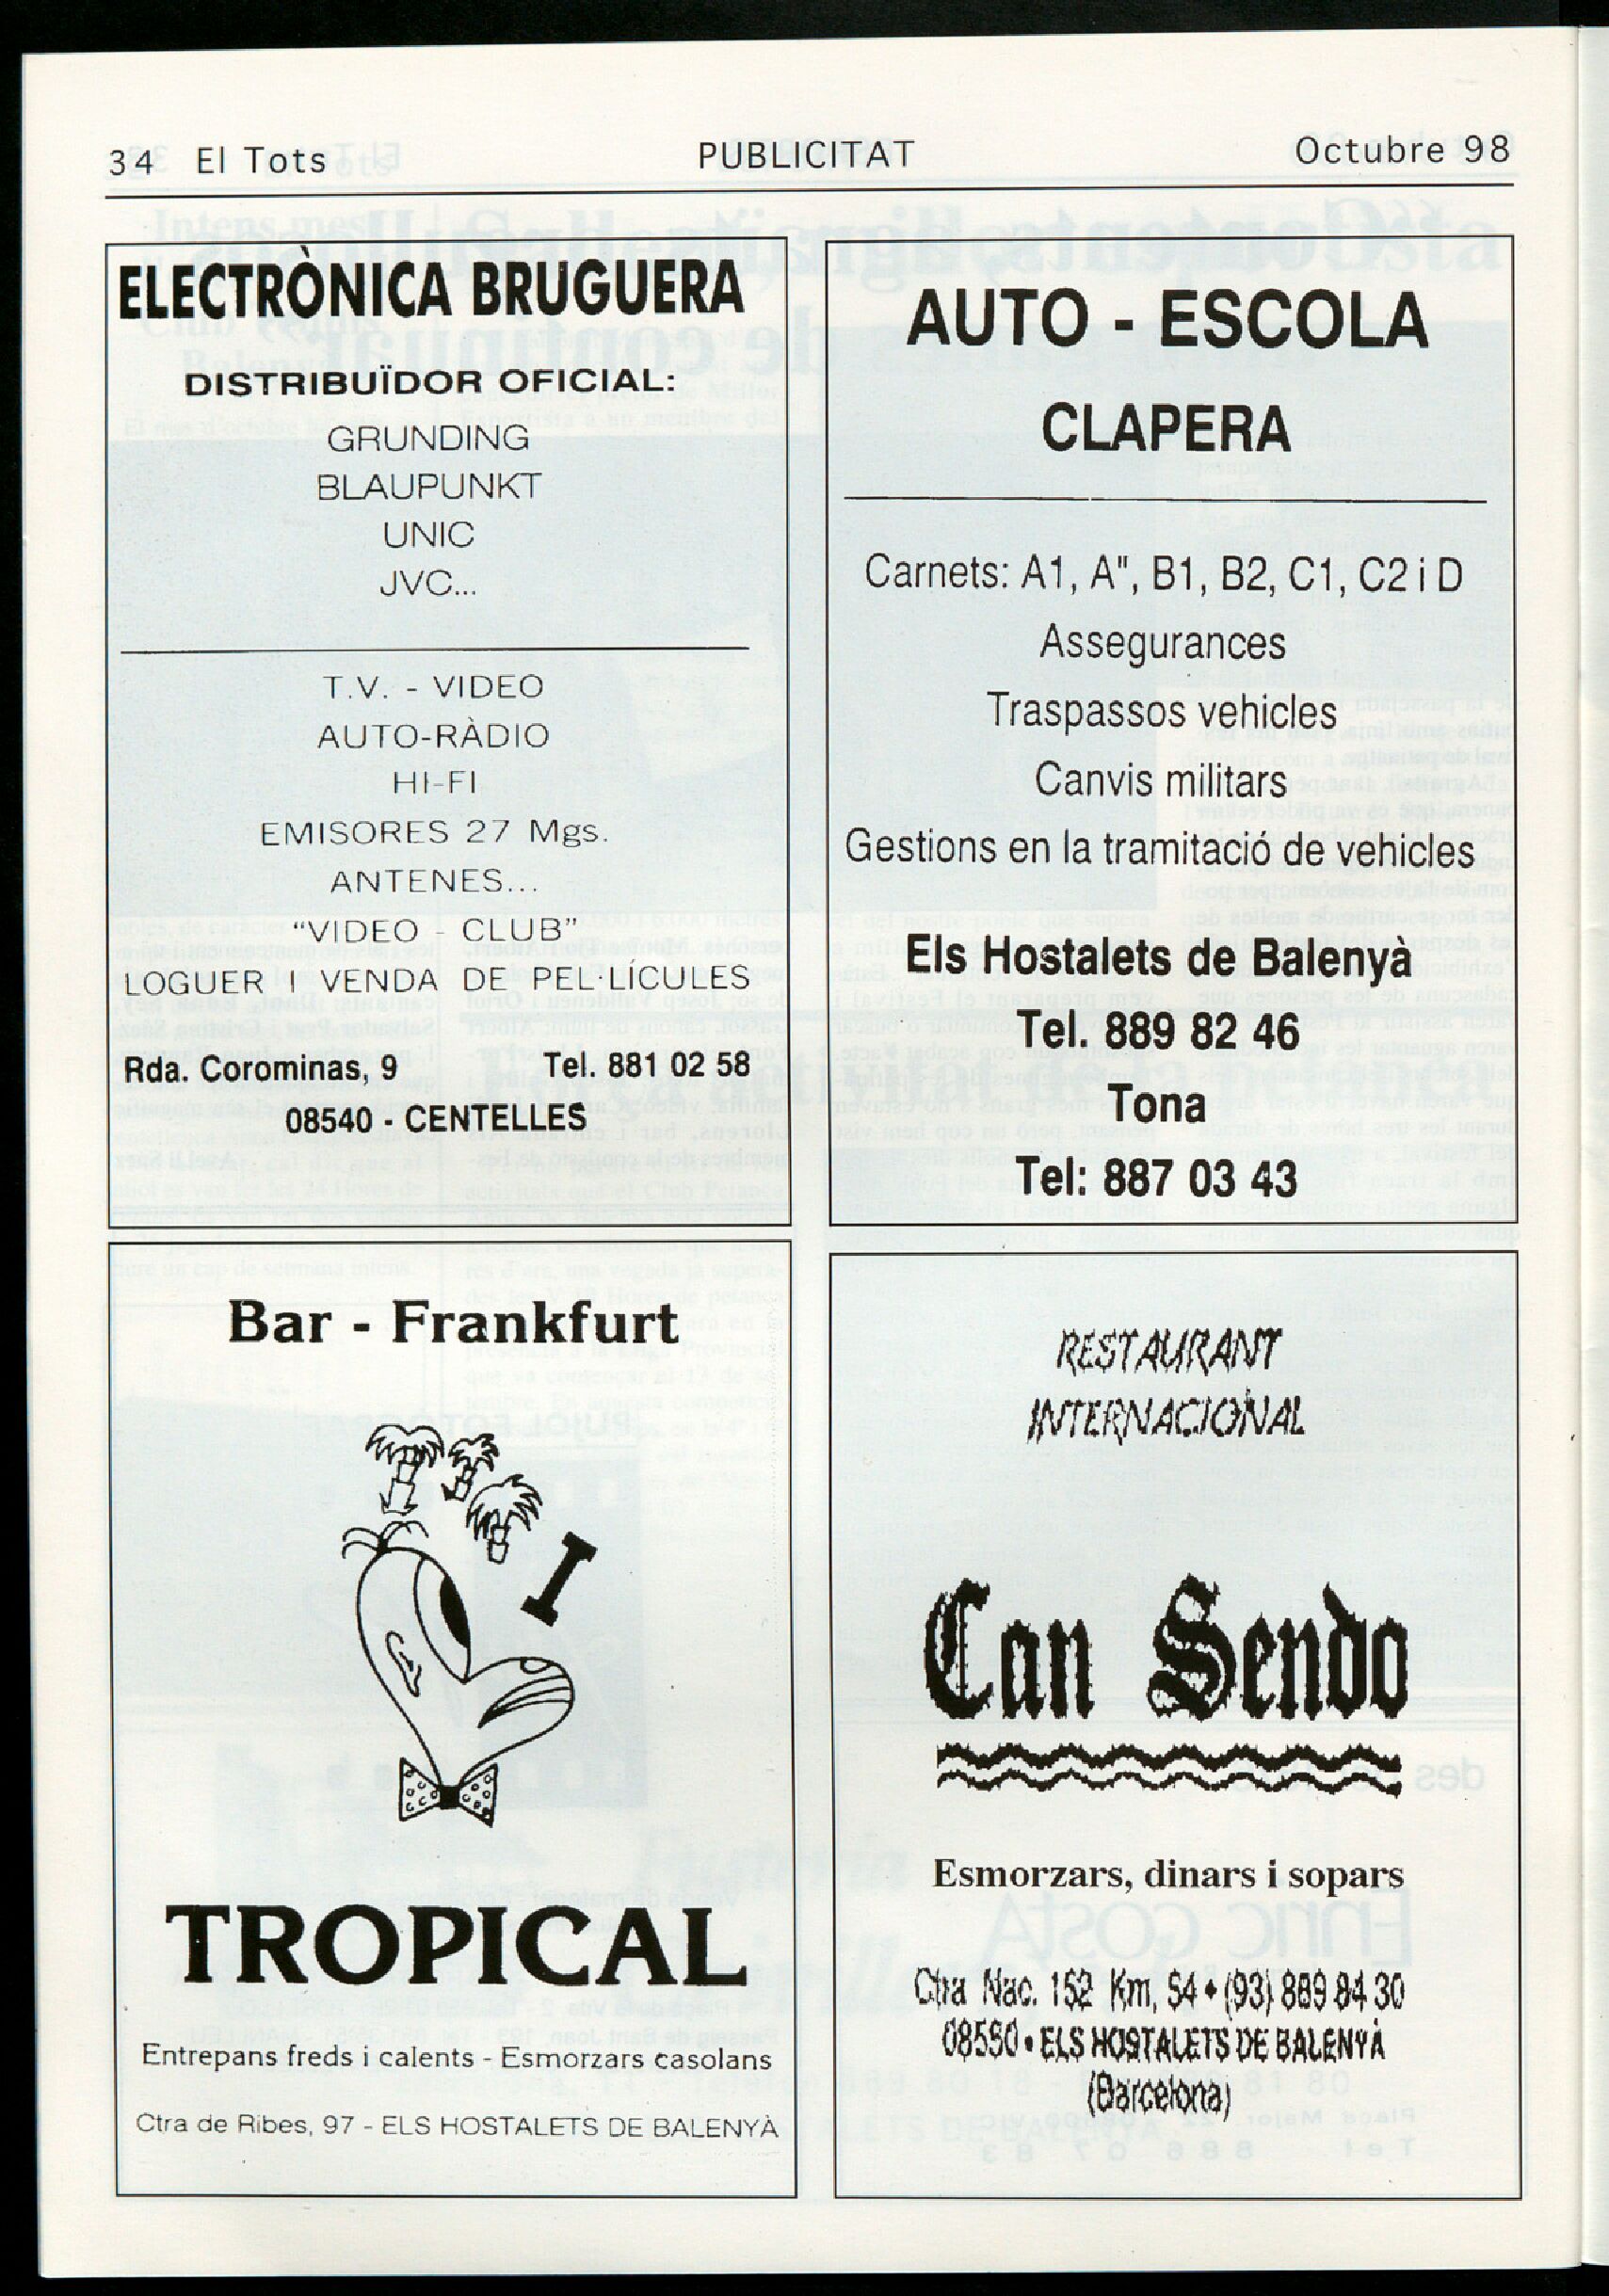 34 El Tots
PUBLICITAT
Octubre 98
ELECTRÒNICA BRUGUERA
DISTRIBUÏDOR OFICIAL:
GRUNDING
BLAUPUNKT
UNIC
JVC...
T.V. - VIDEO
AUTO-RÀDIO
HI-FI
EMISORES 27 Mgs.
ANTENES...
"VIDEO - CLUB"
LOGUER I VENDA DE PEL·LÍCULES
Rda. Corominas, 9 Tel. 881 02 58
08540 - CENTELLES
AUTO - ESCOLA
CLAPERA
Carnets: A1, A", B1, B2, C1, C2 i D
Assegurances
Traspassos vehicles
Canvis militars
Gestions en la tramitació de vehicles
Els Hostalets de Balenyà
Tel. 889 82 46
Tona
Tel: 887 03 43
Bar - Frankfurt
TROPICAL
Entrepans freds i calents - Esmorzars casolans
Ctra de Ribes, 97 - ELS HOSTALETS DE BALENYÀ
RESTAURANT
INTERNACIONAL
Can Sendo
Esmorzars, dinars i sopars
Ctra Nac. 152 Km, 54 • (93) 889 84 30
08550 • ELS HOSTALETS DE BALENYÀ
(Barcelona)